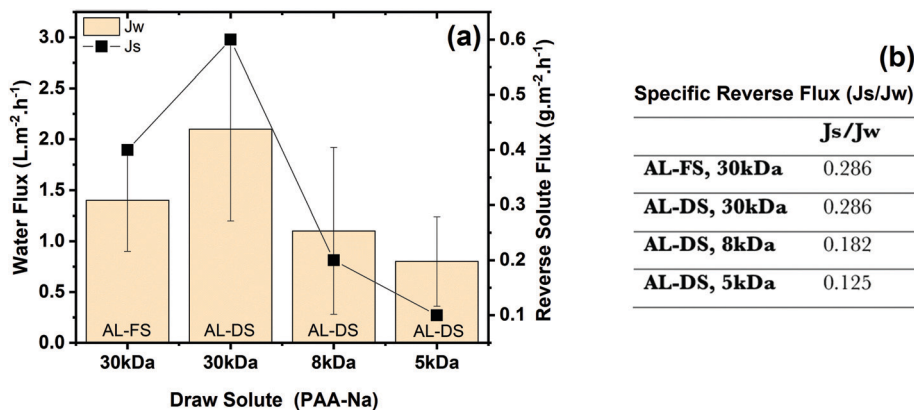 Jw
Js
(a)
3.0
2.5
2.0
1.5
1.0
0.5
0.0
Water Flux (L.m⁻².h⁻¹)
0.6
0.5
0.4
0.3
0.2
0.1
Reverse Solute Flux (g.m⁻².h⁻¹)
AL-FS AL-DS AL-DS AL-DS
30kDa 30kDa 8kDa 5kDa
Draw Solute (PAA-Na)
(b)
Specific Reverse Flux (Js/Jw)
Js/Jw
AL-FS, 30kDa 0.286
AL-DS, 30kDa 0.286
AL-DS, 8kDa 0.182
AL-DS, 5kDa 0.125